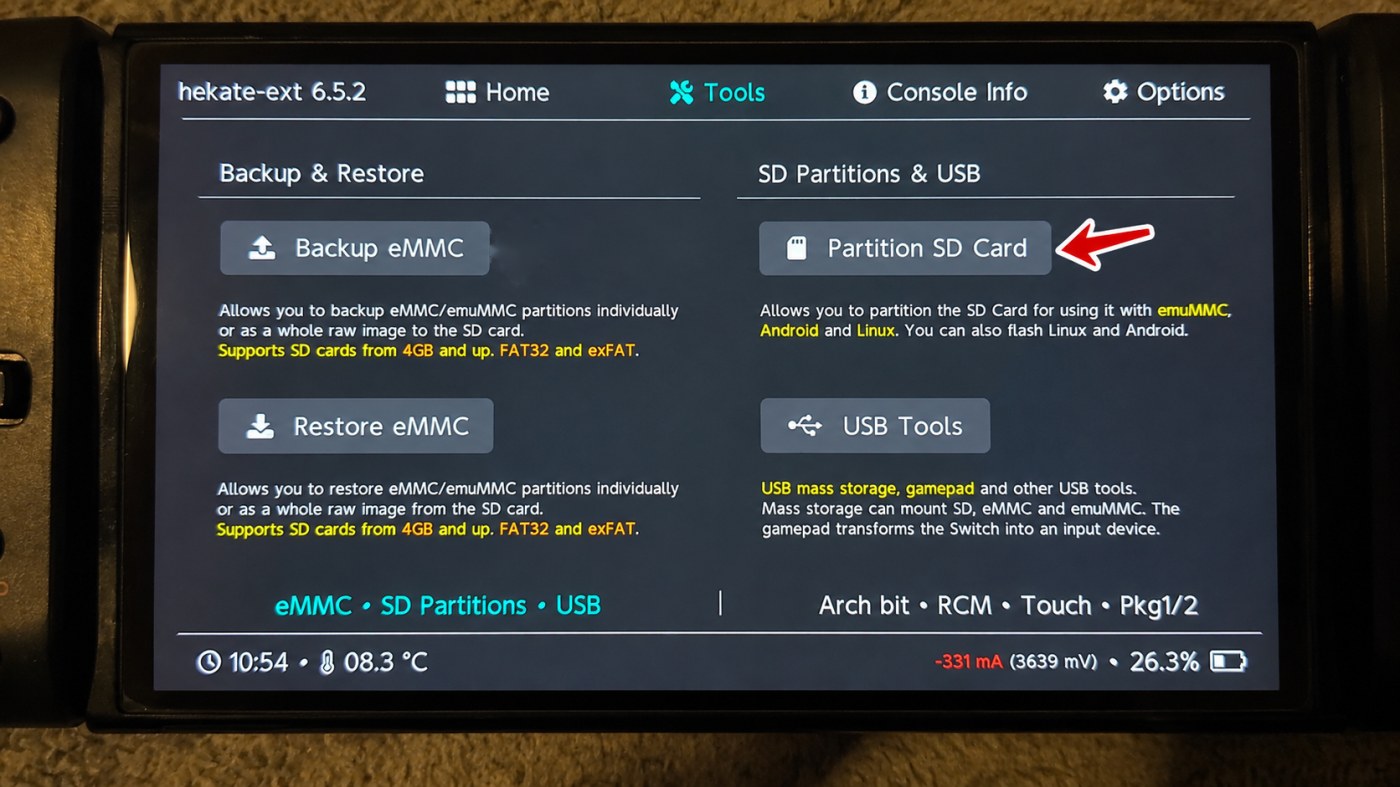 hekate-ext 6.5.2 Home Tools Console Info Options
Backup & Restore
Backup eMMC
Allows you to backup eMMC/emuMMC partitions individually
or as a whole raw image to the SD card.
Supports SD cards from 4GB and up. FAT32 and exFAT.
Restore eMMC
Allows you to restore eMMC/emuMMC partitions individually
or as a whole raw image from the SD card.
Supports SD cards from 4GB and up. FAT32 and exFAT.
SD Partitions & USB
Partition SD Card
Allows you to partition the SD Card for using it with emuMMC,
Android and Linux. You can also flash Linux and Android.
USB Tools
USB mass storage, gamepad and other USB tools.
Mass storage can mount SD, eMMC and emuMMC. The
gamepad transforms the Switch into an input device.
eMMC • SD Partitions • USB | Arch bit • RCM • Touch • Pkg1/2
10:54 • 08.3 °C -331 mA (3639 mV) • 26.3%